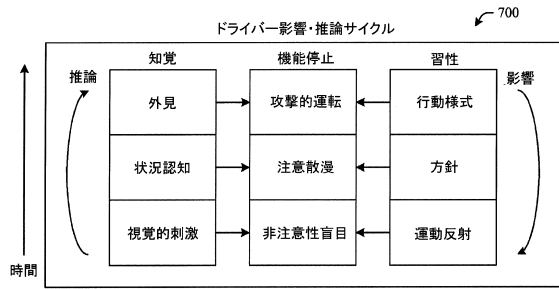 700
ドライバー影響・推論サイクル
知覚 機能停止 習性
推論 影響
外見 攻撃的運転 行動様式
状況認知 注意散漫 方針
視覚的刺激 非注意性盲目 運動反射
時間